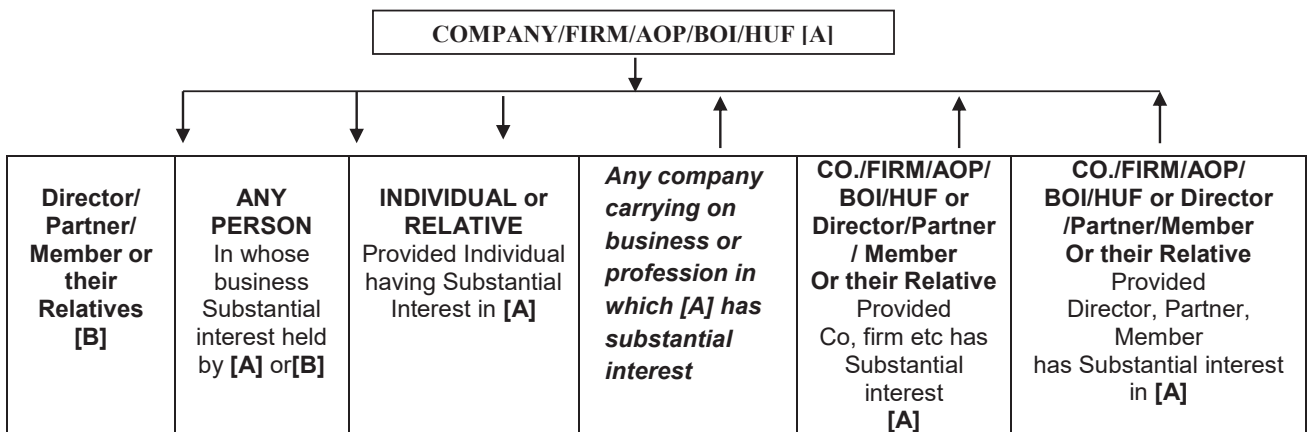 COMPANY/FIRM/AOP/BOI/HUF [A]
Director/
Partner/
Member or
their
Relatives
[B]
ANY
PERSON
In whose
business
Substantial
interest held
by [A] or[B]
INDIVIDUAL or
RELATIVE
Provided Individual
having Substantial
Interest in [A]
Any company
carrying on
business or
profession in
which [A] has
substantial
interest
CO./FIRM/AOP/
BOI/HUF or
Director/Partner
/ Member
Or their Relative
Provided
Co, firm etc has
Substantial
interest
[A]
CO./FIRM/AOP/
BOI/HUF or Director
/Partner/Member
Or their Relative
Provided
Director, Partner,
Member
has Substantial interest
in [A]